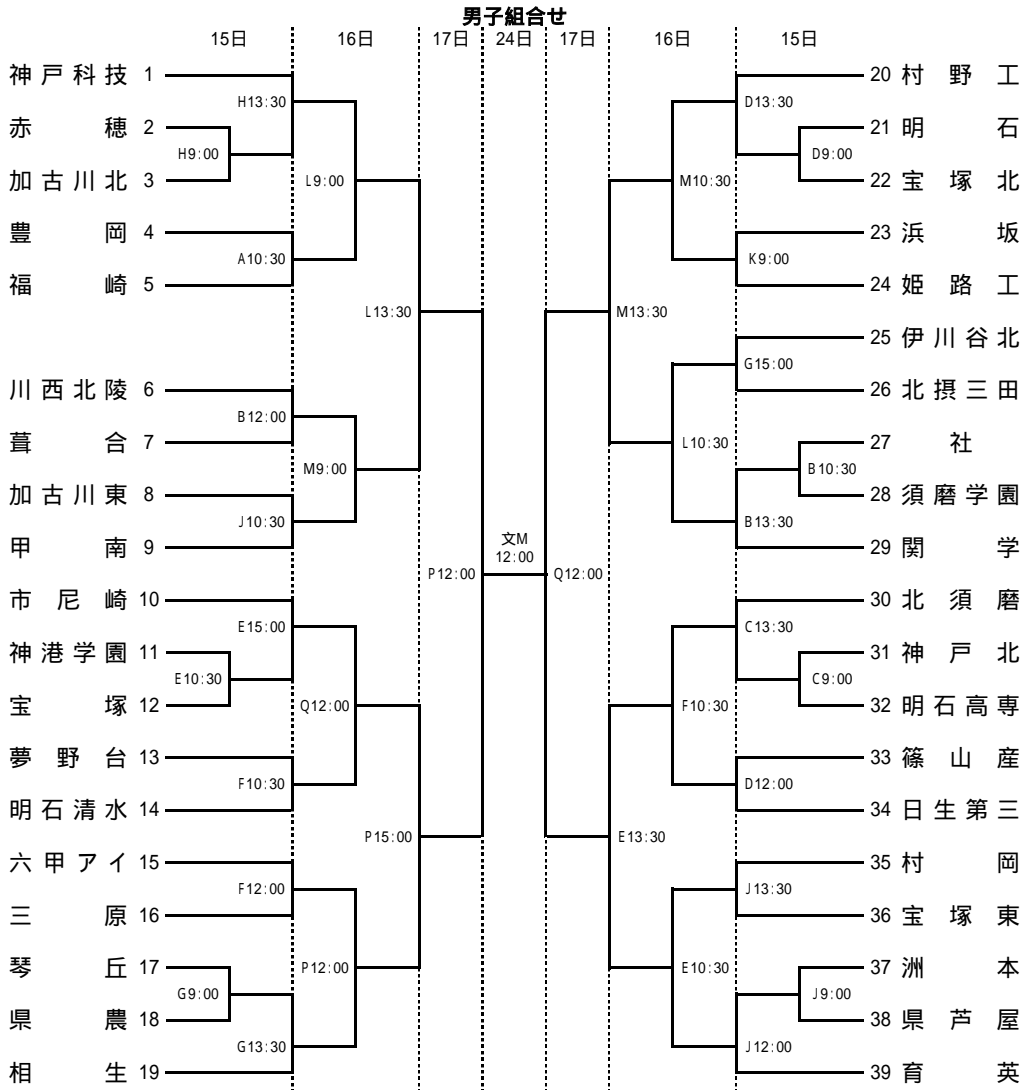 男子組合せ
15日 16日 17日 24日 17日 16日 15日
神戸科技 1
H13:30
赤穂 2
H9:00
加古川北 3
L9:00
豊岡 4
A10:30
福崎 5
L13:30
川西北陵 6
B12:00
葺合 7
M9:00
加古川東 8
J10:30
甲南 9
P12:00
市尼崎 10
E15:00
神港学園 11
E10:30
宝塚 12
Q12:00
夢野台 13
F10:30
明石清水 14
P15:00
六甲アイ 15
F12:00
三原 16
P12:00
琴丘 17
G9:00
県農 18
G13:30
相生 19
文M
12:00
20 村野工
D13:30
21 明石
D9:00
22 宝塚北
M10:30
23 浜坂
K9:00
24 姫路工
M13:30
25 伊川谷北
G15:00
26 北摂三田
L10:30
27 社
B10:30
28 須磨学園
B13:30
29 関学
Q12:00
30 北須磨
C13:30
31 神戸北
C9:00
32 明石高専
F10:30
33 篠山産
D12:00
34 日生第三
E13:30
35 村岡
J13:30
36 宝塚東
E10:30
37 洲本
J9:00
38 県芦屋
J12:00
39 育英